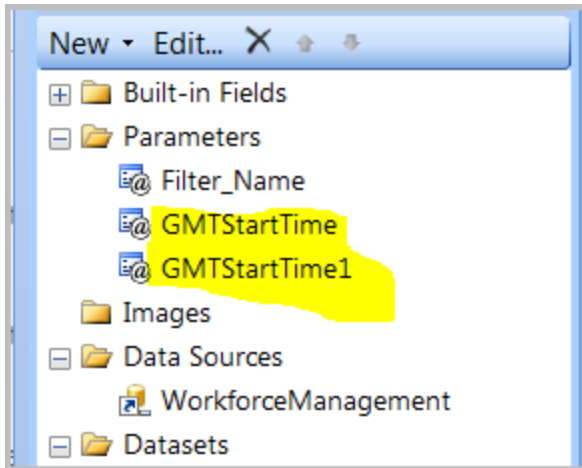 New Edit...
Built-in Fields
Parameters
Filter_Name
GMTStartTime
GMTStartTime1
Images
Data Sources
WorkforceManagement
Datasets